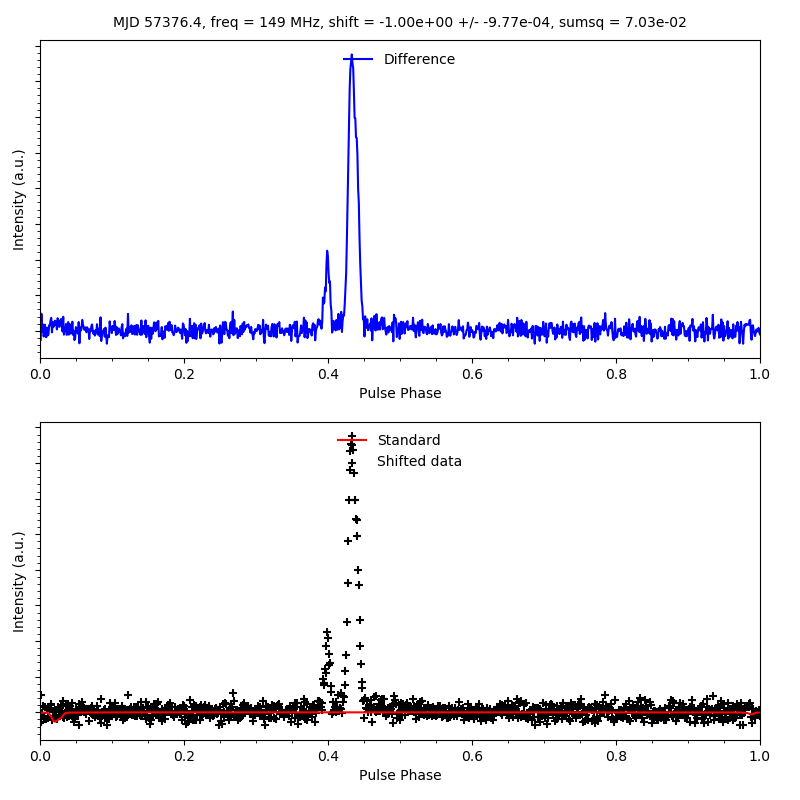 MJD 57376.4, freq = 149 MHz, shift = -1.00e+00 +/- -9.77e-04, sumsq = 7.03e-02
Difference
Intensity (a.u.)
0.0 0.2 0.4 0.6 0.8 1.0
Pulse Phase
Standard
Shifted data
Intensity (a.u.)
0.0 0.2 0.4 0.6 0.8 1.0
Pulse Phase